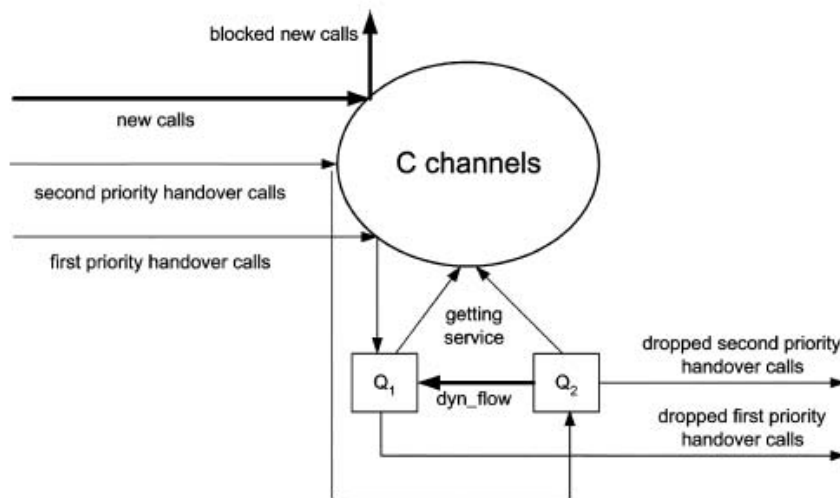 blocked new calls
new calls
C channels
second priority handover calls
first priority handover calls
getting
service
dropped second priority
handover calls
Q1
Q2
dyn_flow
dropped first priority
handover calls